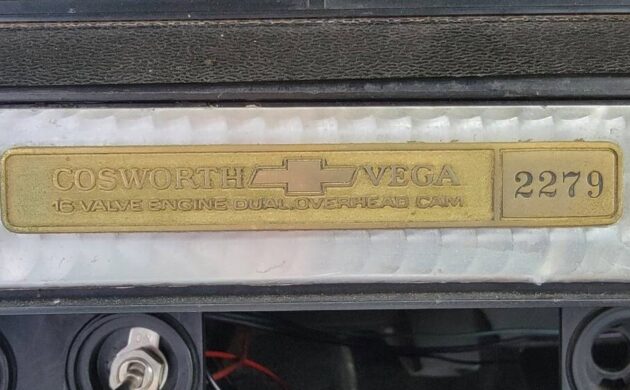 COSWORTH VEGA 2279
16 VALVE ENGINE DUAL OVERHEAD CAM